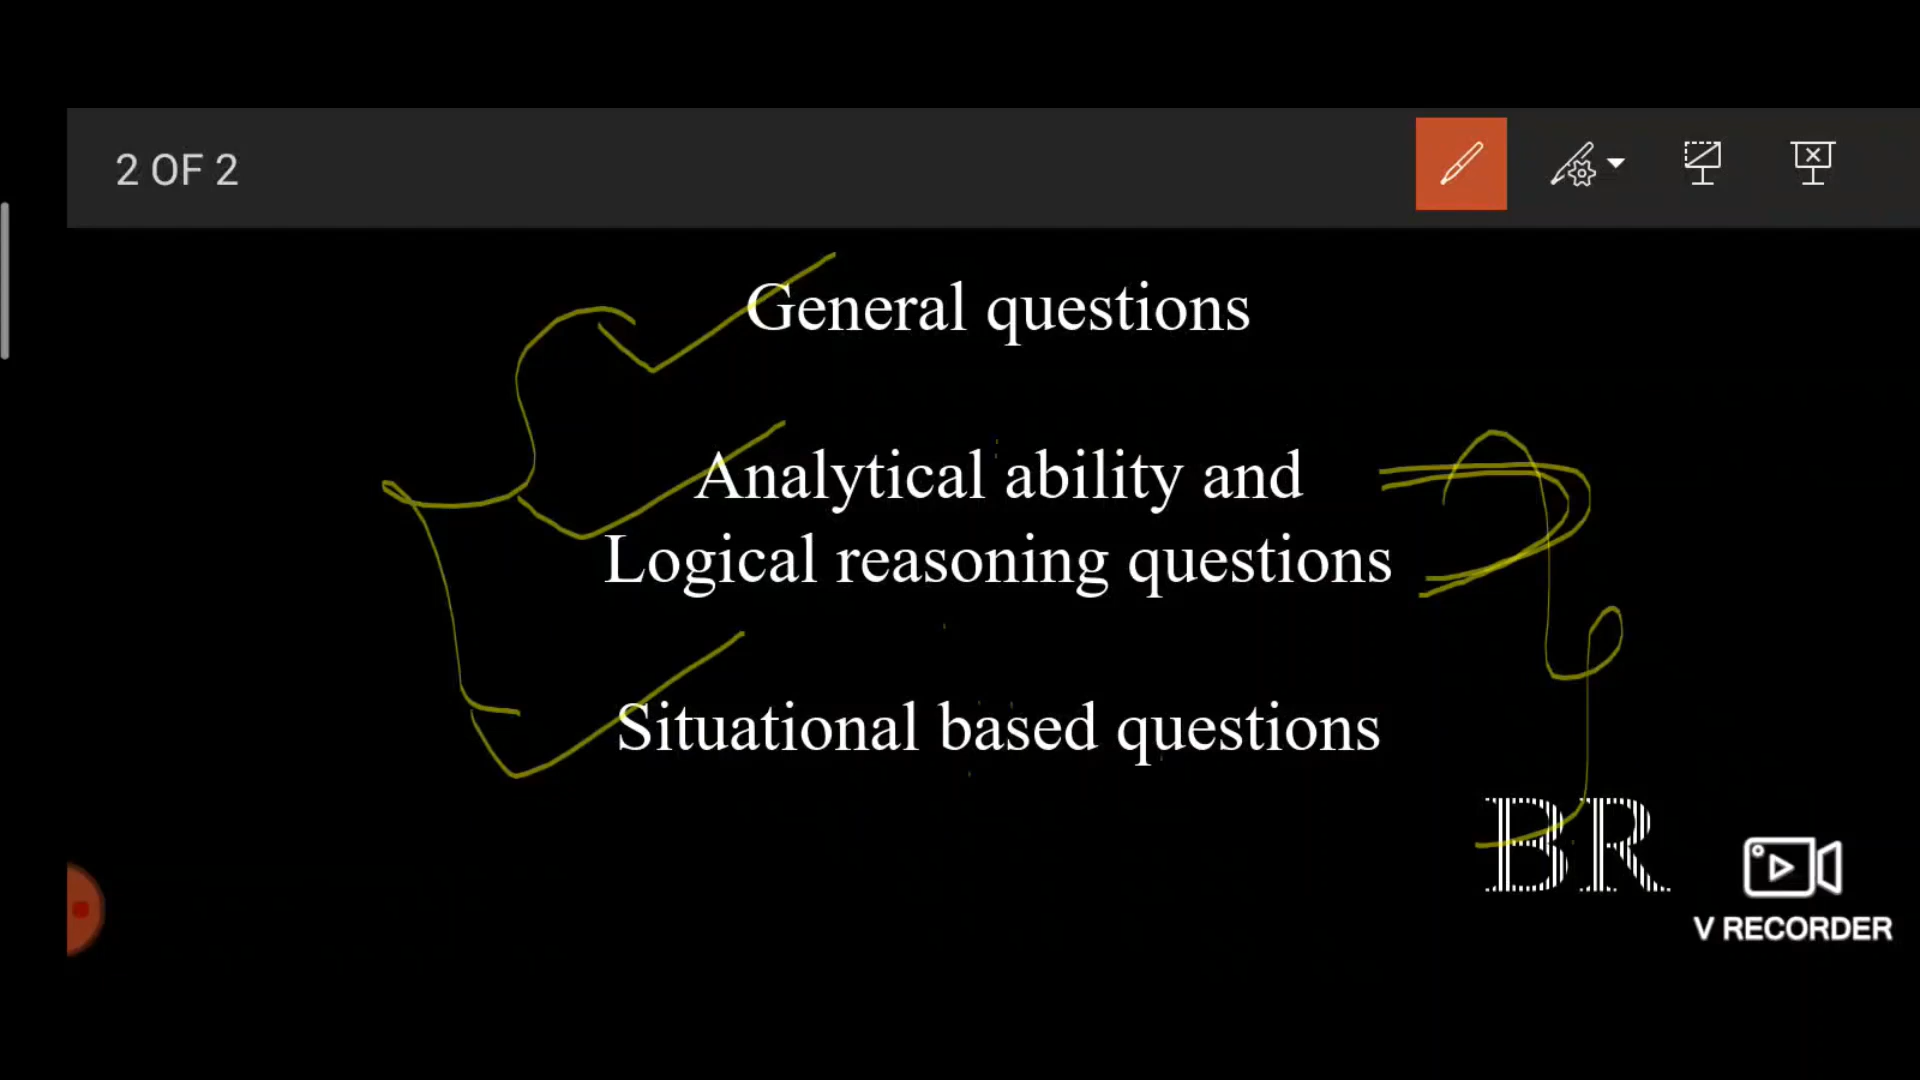 2 OF 2
General questions
Analytical ability and
Logical reasoning questions
Situational based questions
BR
V RECORDER